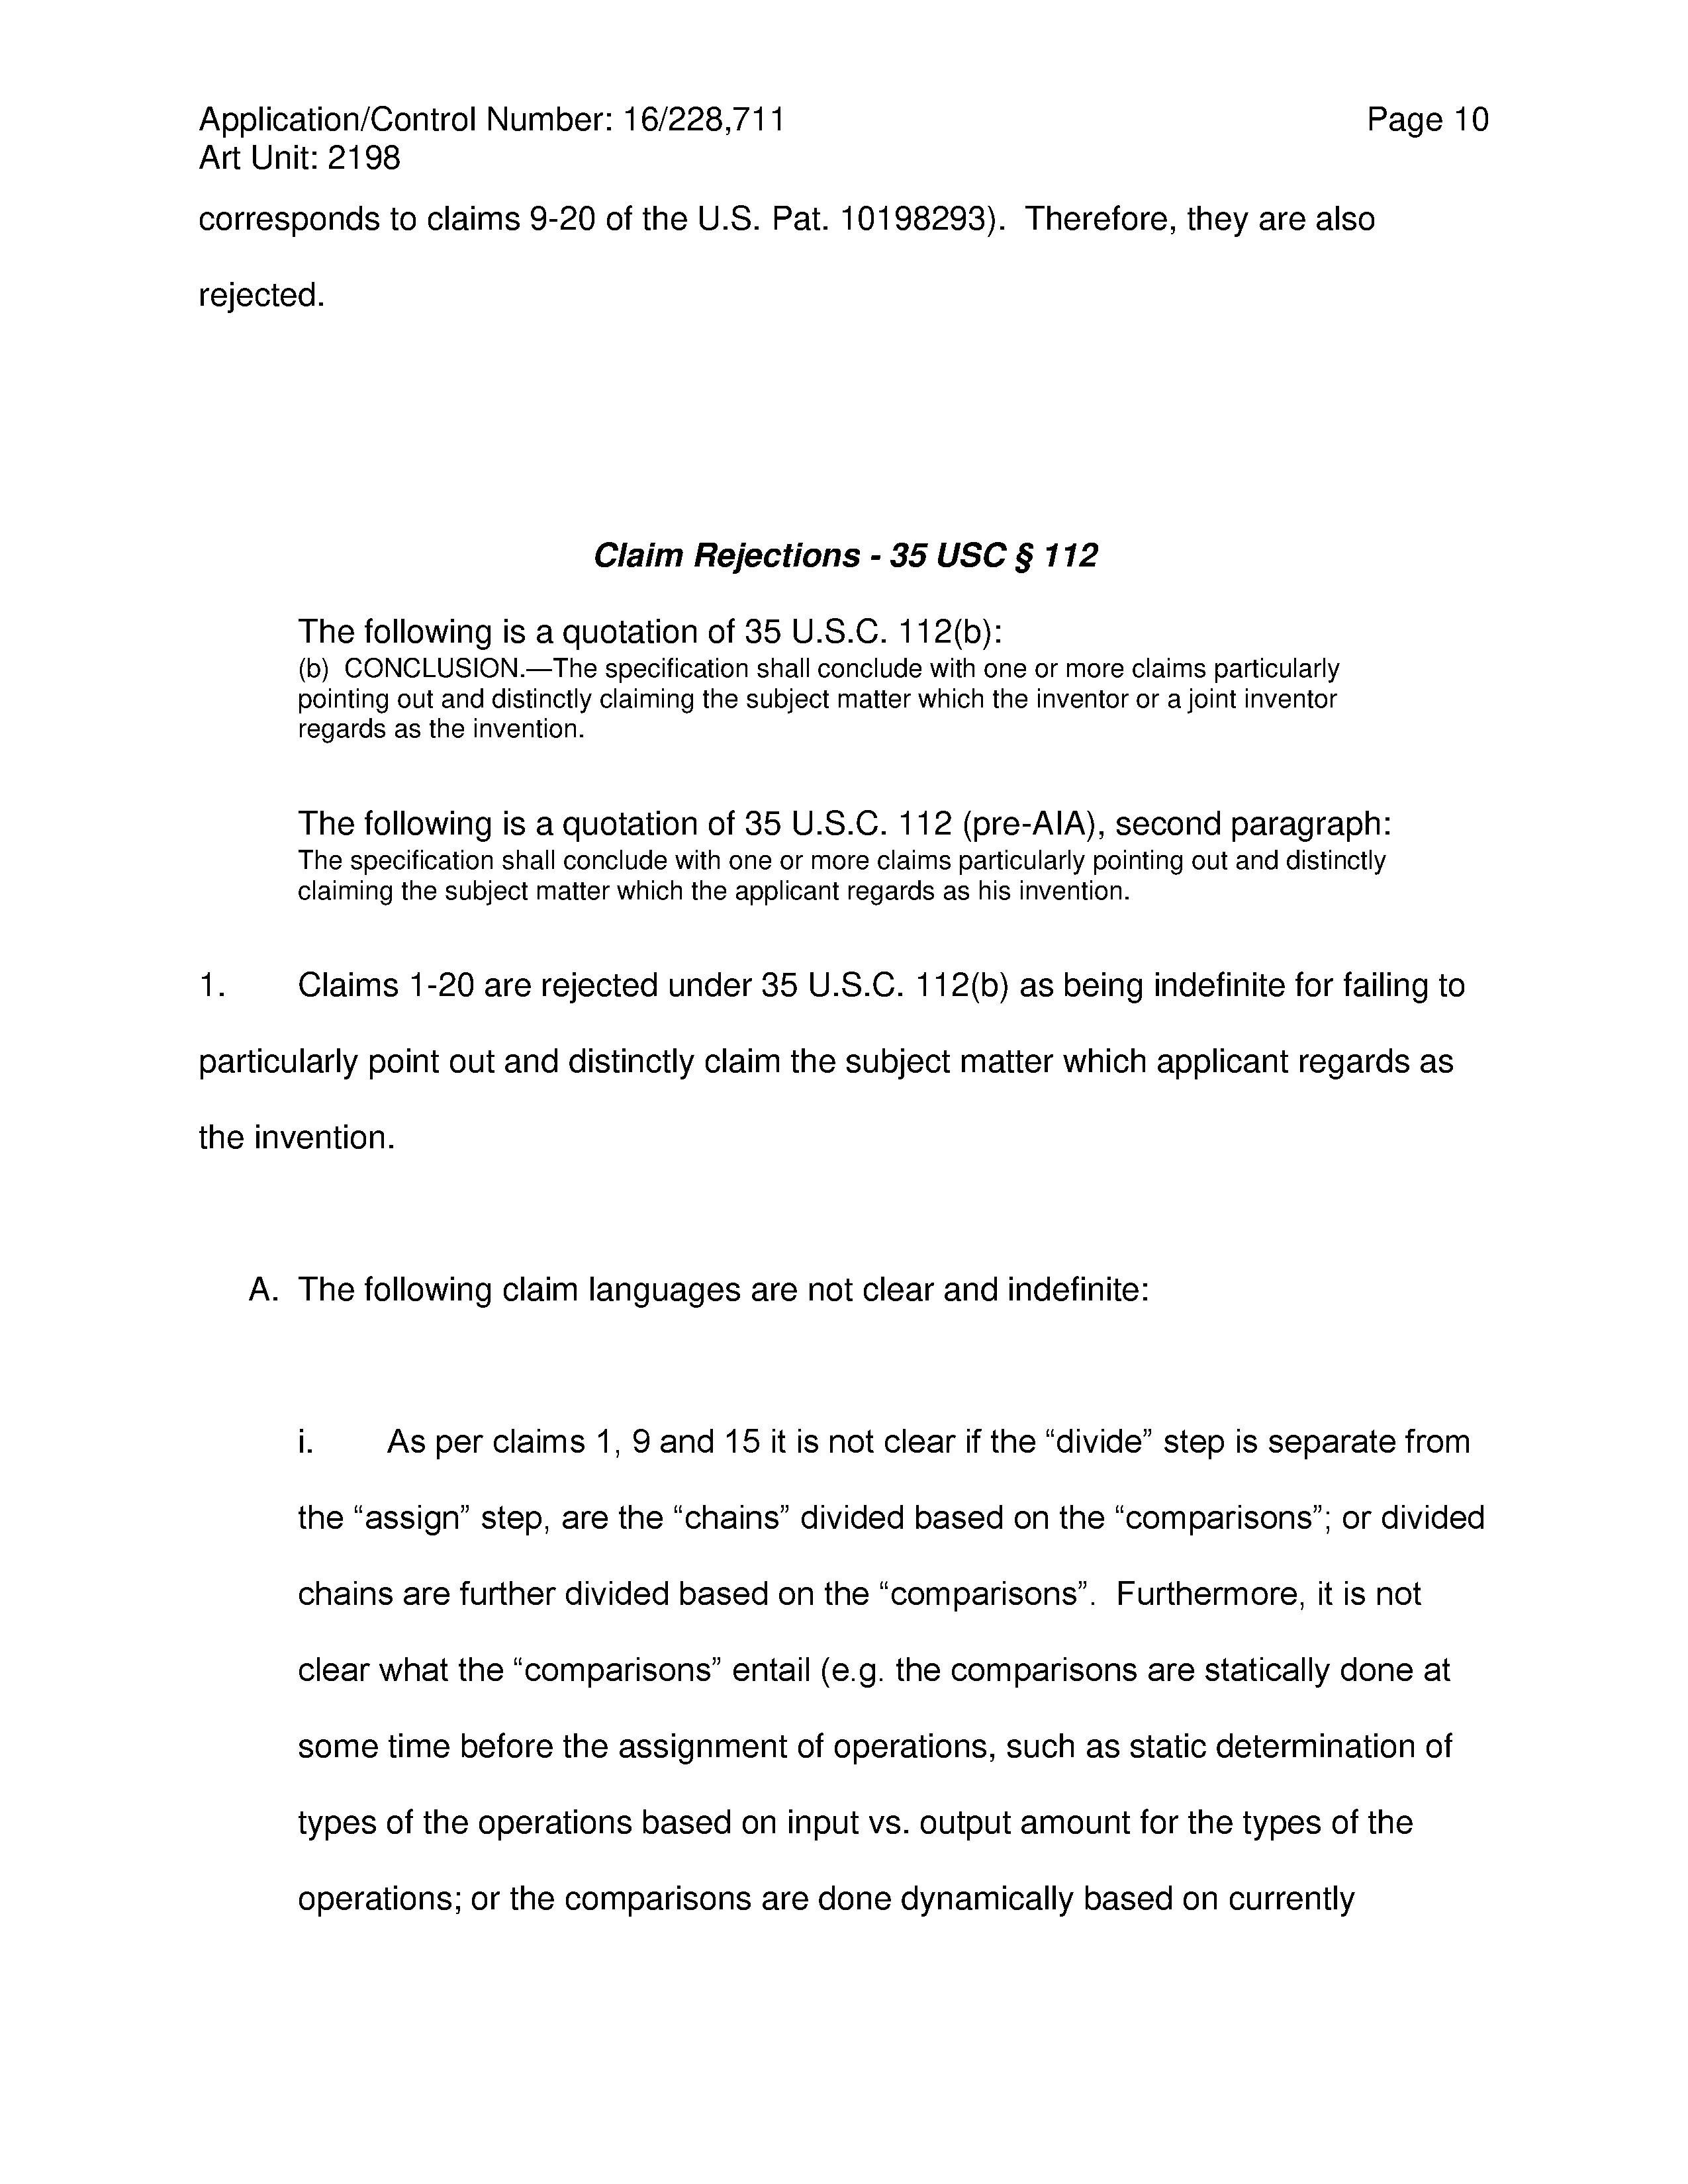 Application/Control Number: 16/228,711 Page 10
Art Unit: 2198
corresponds to claims 9-20 of the U.S. Pat. 10198293).  Therefore, they are also
rejected.
Claim Rejections - 35 USC § 112
The following is a quotation of 35 U.S.C. 112(b):
(b)  CONCLUSION.—The specification shall conclude with one or more claims particularly
pointing out and distinctly claiming the subject matter which the inventor or a joint inventor
regards as the invention.
The following is a quotation of 35 U.S.C. 112 (pre-AIA), second paragraph:
The specification shall conclude with one or more claims particularly pointing out and distinctly
claiming the subject matter which the applicant regards as his invention.
1. Claims 1-20 are rejected under 35 U.S.C. 112(b) as being indefinite for failing to
particularly point out and distinctly claim the subject matter which applicant regards as
the invention.
A. The following claim languages are not clear and indefinite:
i. As per claims 1, 9 and 15 it is not clear if the “divide” step is separate from
the “assign” step, are the “chains” divided based on the “comparisons”; or divided
chains are further divided based on the “comparisons”.  Furthermore, it is not
clear what the “comparisons” entail (e.g. the comparisons are statically done at
some time before the assignment of operations, such as static determination of
types of the operations based on input vs. output amount for the types of the
operations; or the comparisons are done dynamically based on currently